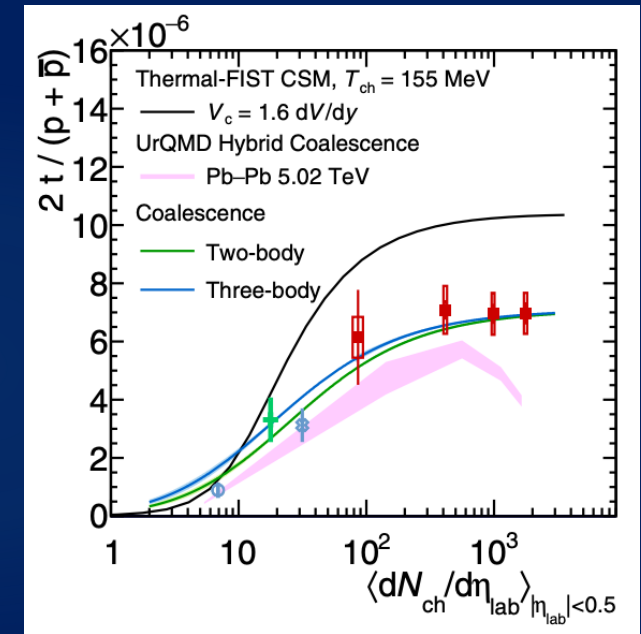 ×10⁻⁶
2 t / (p + p̅)
16
14
12
10
8
6
4
2
0
Thermal-FIST CSM, T_ch = 155 MeV
V_c = 1.6 dV/dy
UrQMD Hybrid Coalescence
Pb–Pb 5.02 TeV
Coalescence
Two-body
Three-body
1 10 10² 10³
⟨dN_ch/dη_lab⟩_|η_lab|<0.5